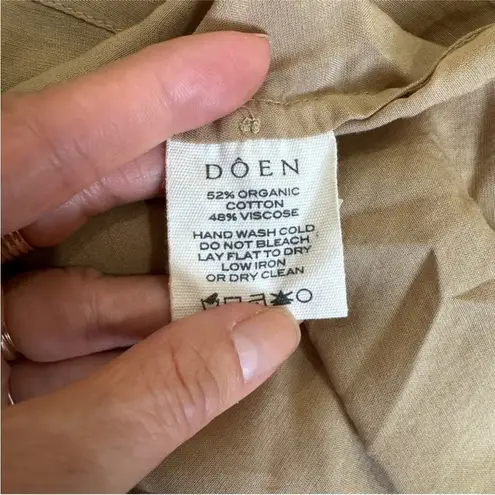 DÔEN
52% ORGANIC
COTTON
48% VISCOSE
HAND WASH COLD
DO NOT BLEACH
LAY FLAT TO DRY
LOW IRON
OR DRY CLEAN